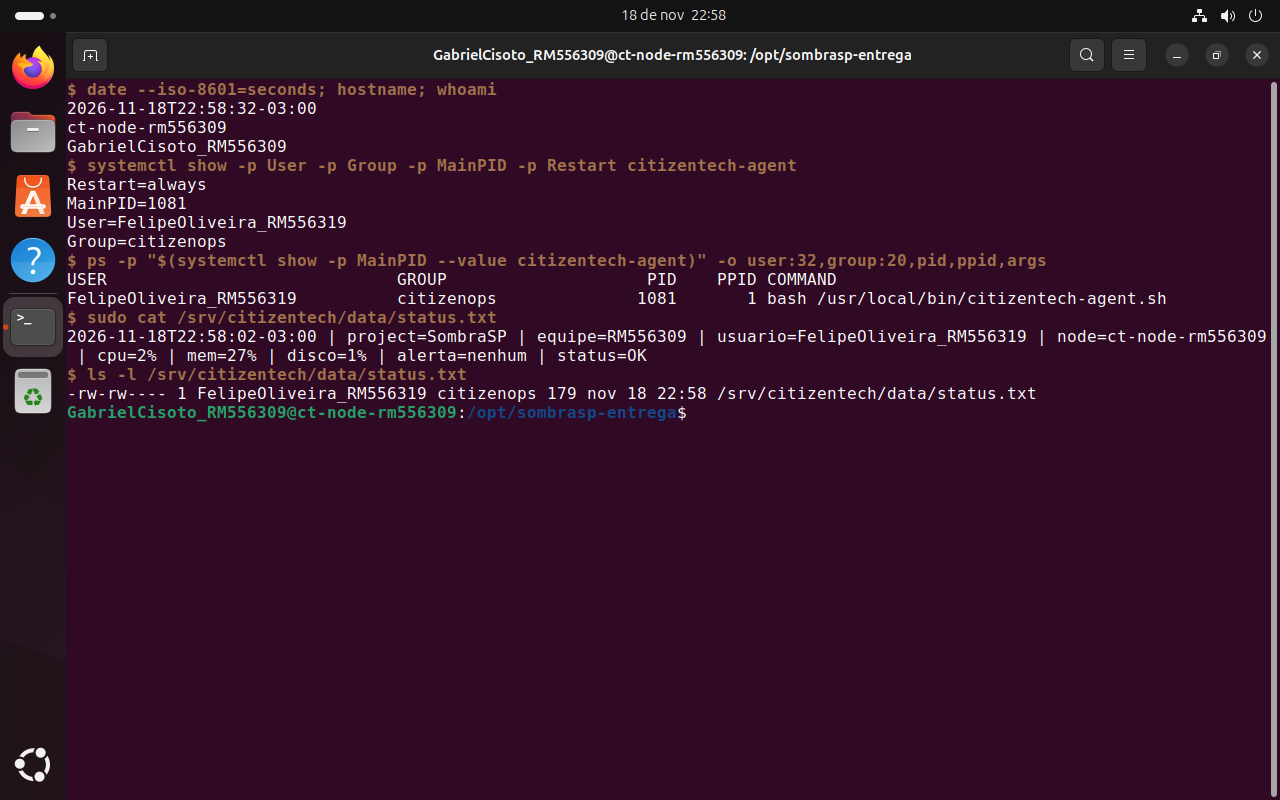 18 de nov 22:58
GabrielCisoto_RM556309@ct-node-rm556309: /opt/sombrasp-entrega
$ date --iso-8601=seconds; hostname; whoami
2026-11-18T22:58:32-03:00
ct-node-rm556309
GabrielCisoto_RM556309
$ systemctl show -p User -p Group -p MainPID -p Restart citizentech-agent
Restart=always
MainPID=1081
User=FelipeOliveira_RM556319
Group=citizenops
$ ps -p "$(systemctl show -p MainPID --value citizentech-agent)" -o user:32,group:20,pid,ppid,args
USER GROUP PID PPID COMMAND
FelipeOliveira_RM556319 citizenops 1081 1 bash /usr/local/bin/citizentech-agent.sh
$ sudo cat /srv/citizentech/data/status.txt
2026-11-18T22:58:02-03:00 | project=SombraSP | equipe=RM556309 | usuario=FelipeOliveira_RM556319 | node=ct-node-rm556309
| cpu=2% | mem=27% | disco=1% | alerta=nenhum | status=OK
$ ls -l /srv/citizentech/data/status.txt
-rw-rw---- 1 FelipeOliveira_RM556319 citizenops 179 nov 18 22:58 /srv/citizentech/data/status.txt
GabrielCisoto_RM556309@ct-node-rm556309:/opt/sombrasp-entrega$